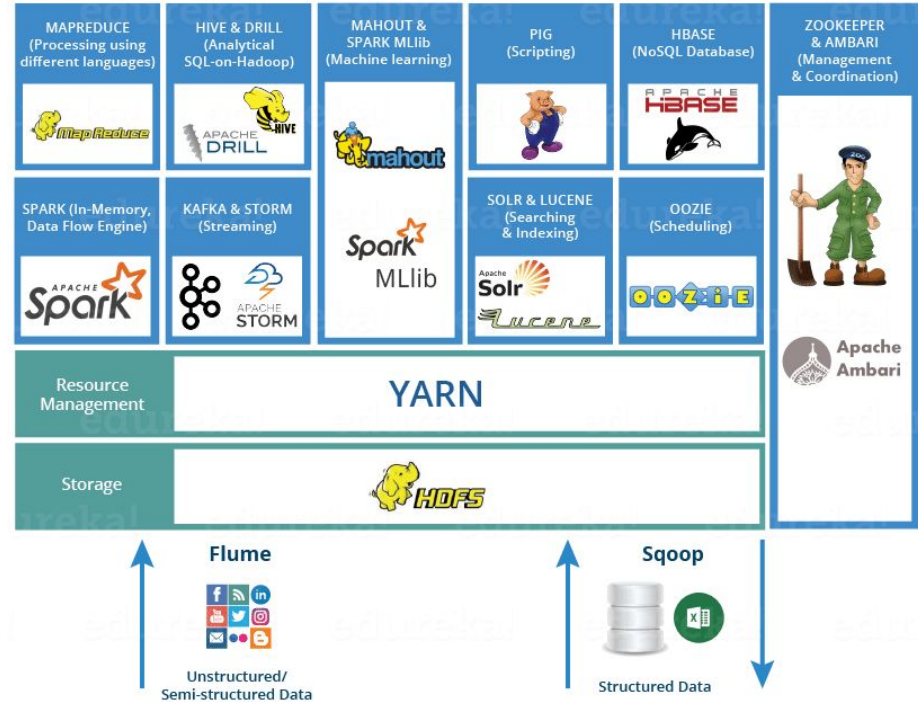 MAPREDUCE
(Processing using
different languages)
Map Reduce
HIVE & DRILL
(Analytical
SQL-on-Hadoop)
HIVE
APACHE
DRILL
MAHOUT &
SPARK MLlib
(Machine learning)
mahout
Spark
MLlib
PIG
(Scripting)
HBASE
(NoSQL Database)
APACHE
HBASE
ZOOKEEPER
& AMBARI
(Management
& Coordination)
ZOO
Apache
Ambari
SPARK (In-Memory,
Data Flow Engine)
APACHE
Spark
KAFKA & STORM
(Streaming)
APACHE
STORM
SOLR & LUCENE
(Searching
& Indexing)
Apache
Solr
Lucene
OOZIE
(Scheduling)
OOZIE
Resource
Management
YARN
Storage
HDFS
edureka!
Flume
Unstructured/
Semi-structured Data
Sqoop
Structured Data